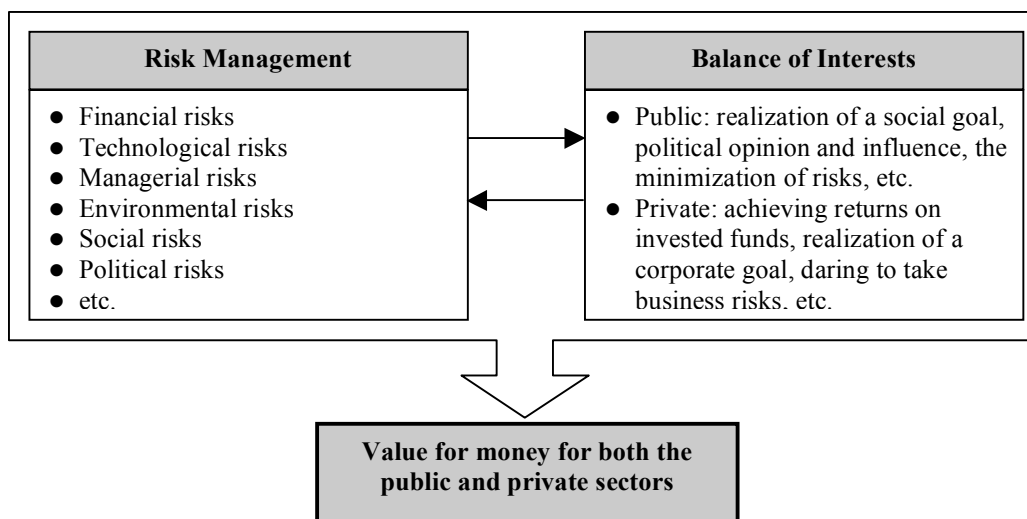 Risk Management
● Financial risks
● Technological risks
● Managerial risks
● Environmental risks
● Social risks
● Political risks
● etc.
Balance of Interests
● Public: realization of a social goal,
political opinion and influence, the
minimization of risks, etc.
● Private: achieving returns on
invested funds, realization of a
corporate goal, daring to take
business risks, etc.
Value for money for both the
public and private sectors